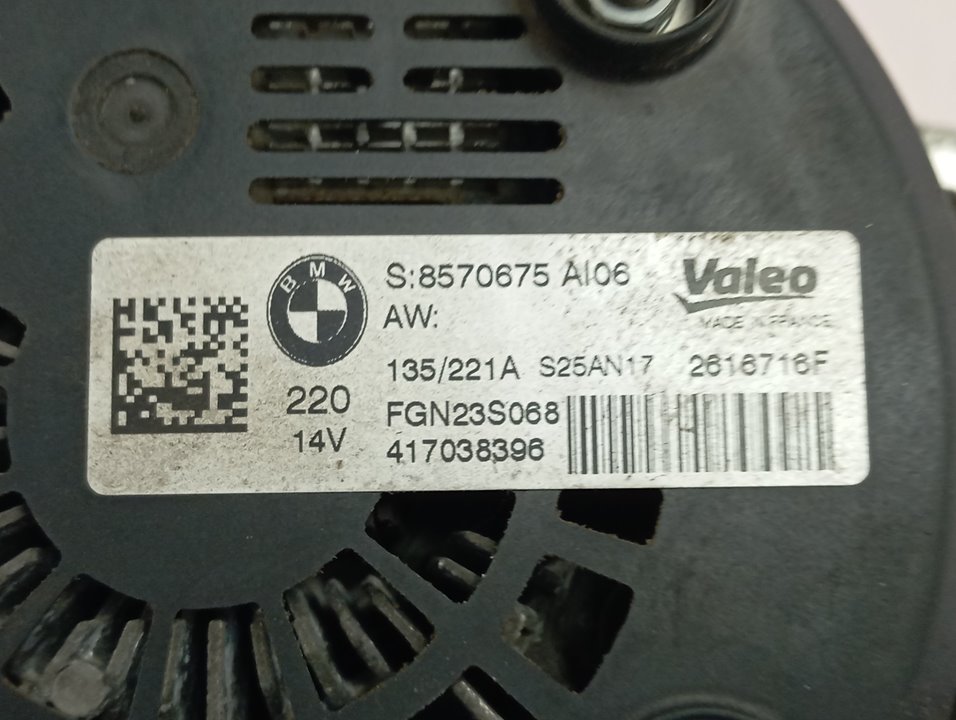 BMW
S:8570675 AI06
Valeo
AW:
MADE IN FRANCE
135/221A S25AN17 2616716F
220
FGN23S068
14V
417038396